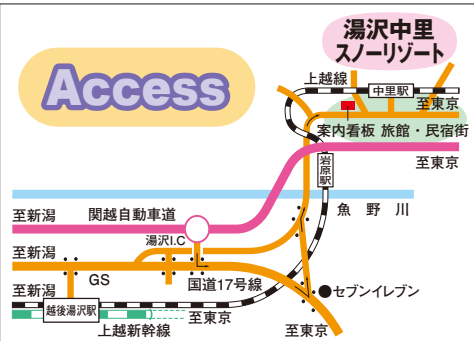 湯沢中里
スノーリゾート
Access
上越線
中里駅
至東京
案内看板 旅館・民宿街
至東京
岩原駅
魚野川
至新潟
関越自動車道
湯沢I.C
至新潟
GS
国道17号線
至新潟
セブンイレブン
越後湯沢駅
至東京
上越新幹線
至東京